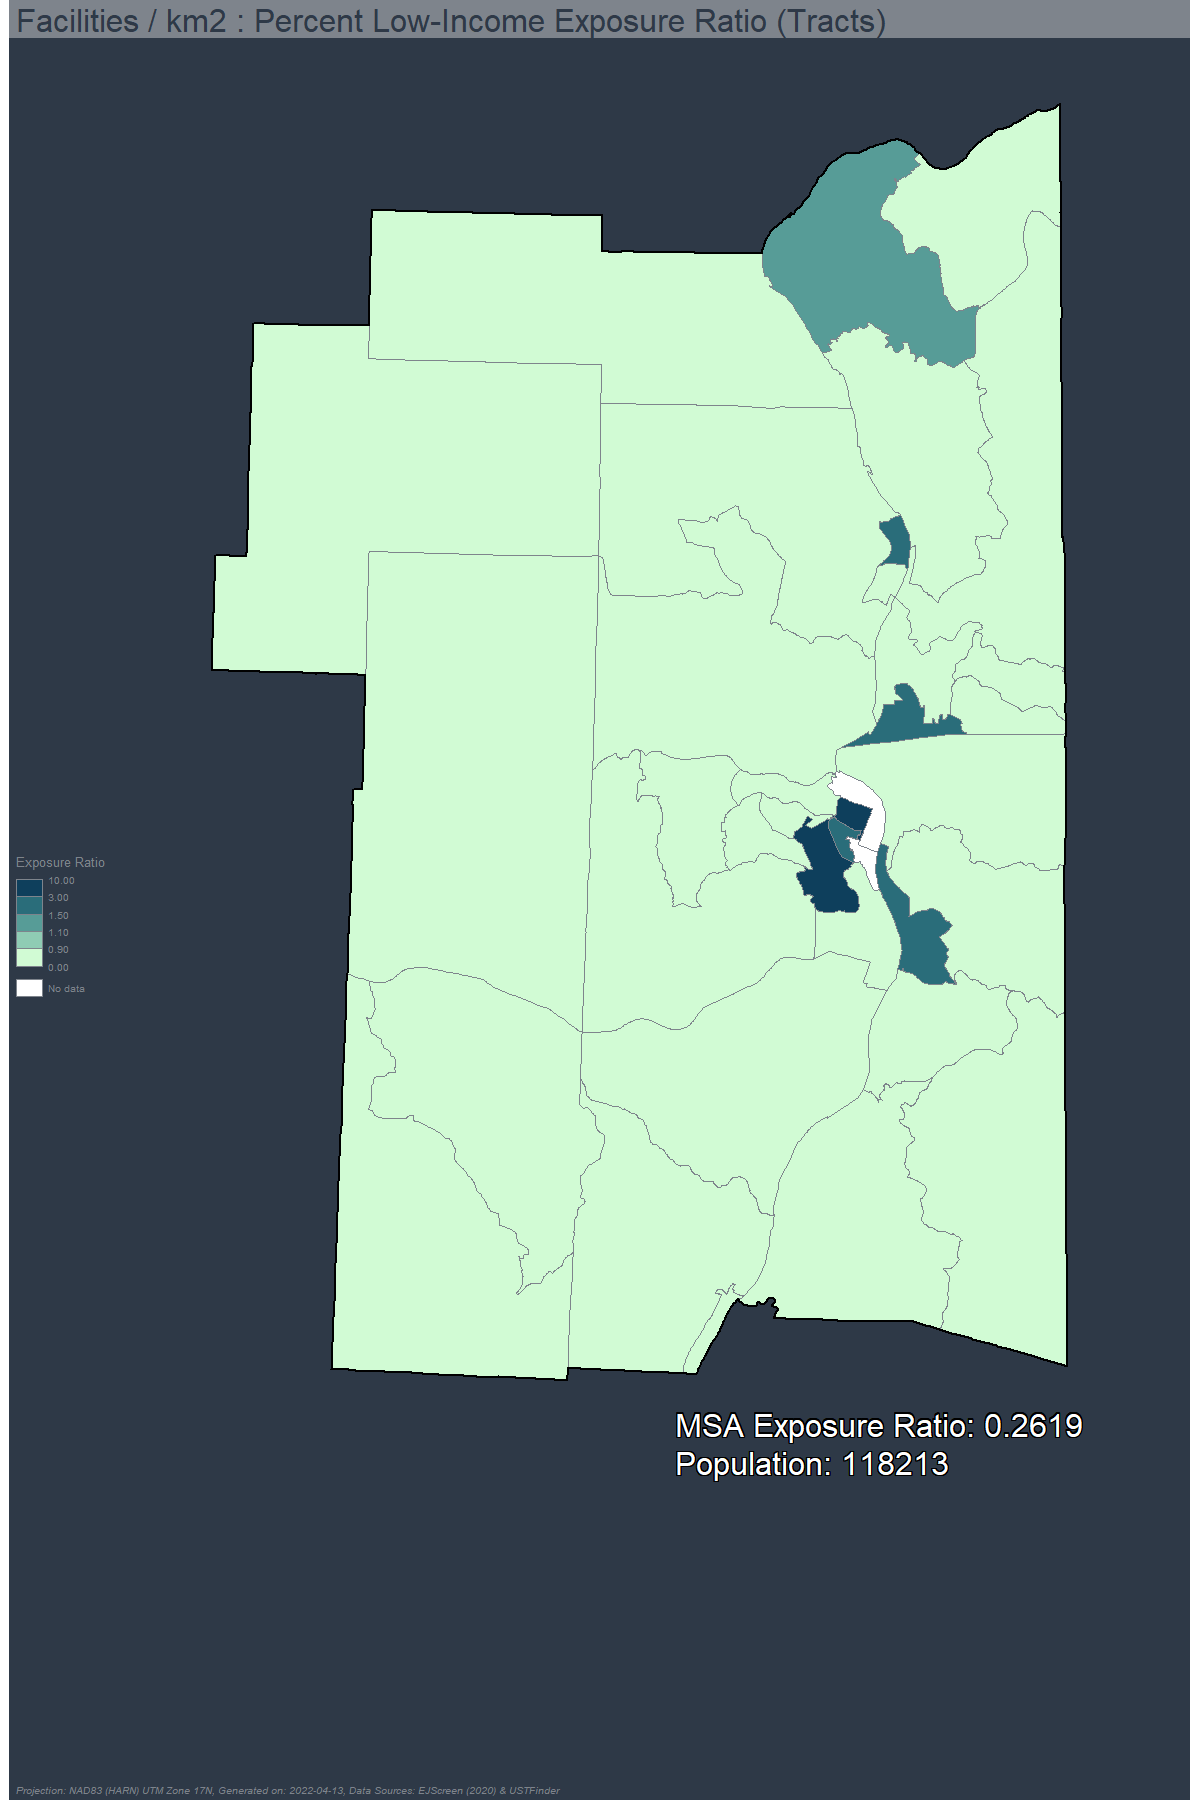 Facilities / km2 : Percent Low-Income Exposure Ratio (Tracts)
Exposure Ratio
10.00
3.00
1.50
1.10
0.90
0.00
No data
MSA Exposure Ratio: 0.2619
Population: 118213
Projection: NAD83 (HARN) UTM Zone 17N, Generated on: 2022-04-13, Data Sources: EJScreen (2020) & USTFinder